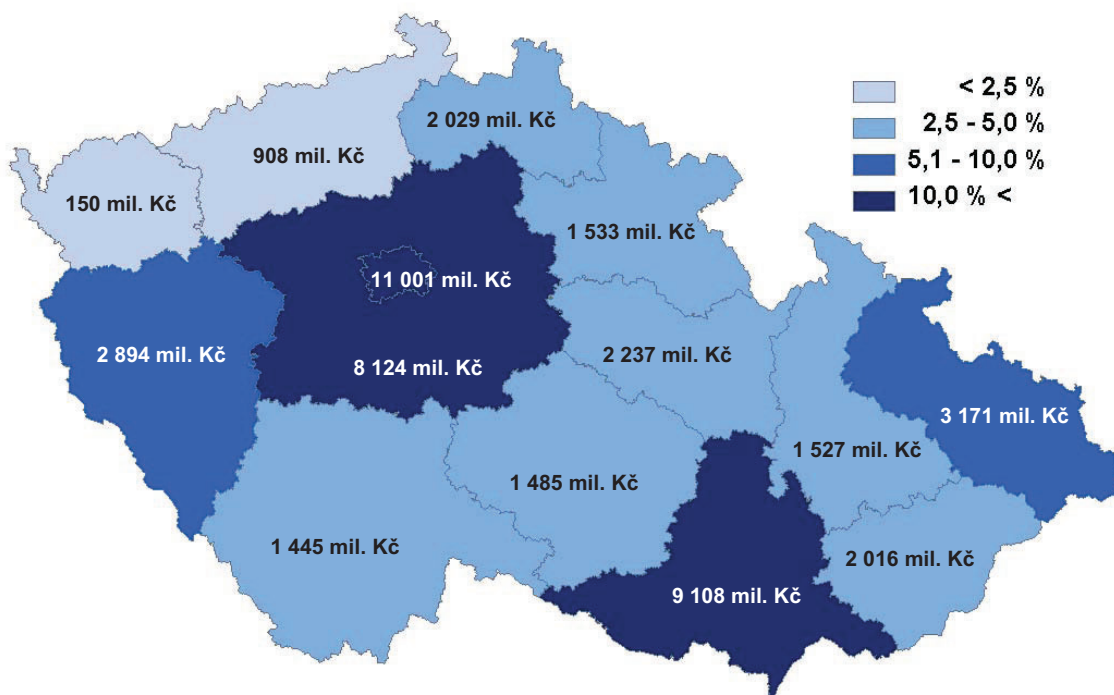 < 2,5 %
2,5 - 5,0 %
5,1 - 10,0 %
10,0 % <
2 029 mil. Kč
908 mil. Kč
150 mil. Kč
1 533 mil. Kč
11 001 mil. Kč
2 894 mil. Kč
8 124 mil. Kč
2 237 mil. Kč
3 171 mil. Kč
1 527 mil. Kč
1 485 mil. Kč
1 445 mil. Kč
2 016 mil. Kč
9 108 mil. Kč